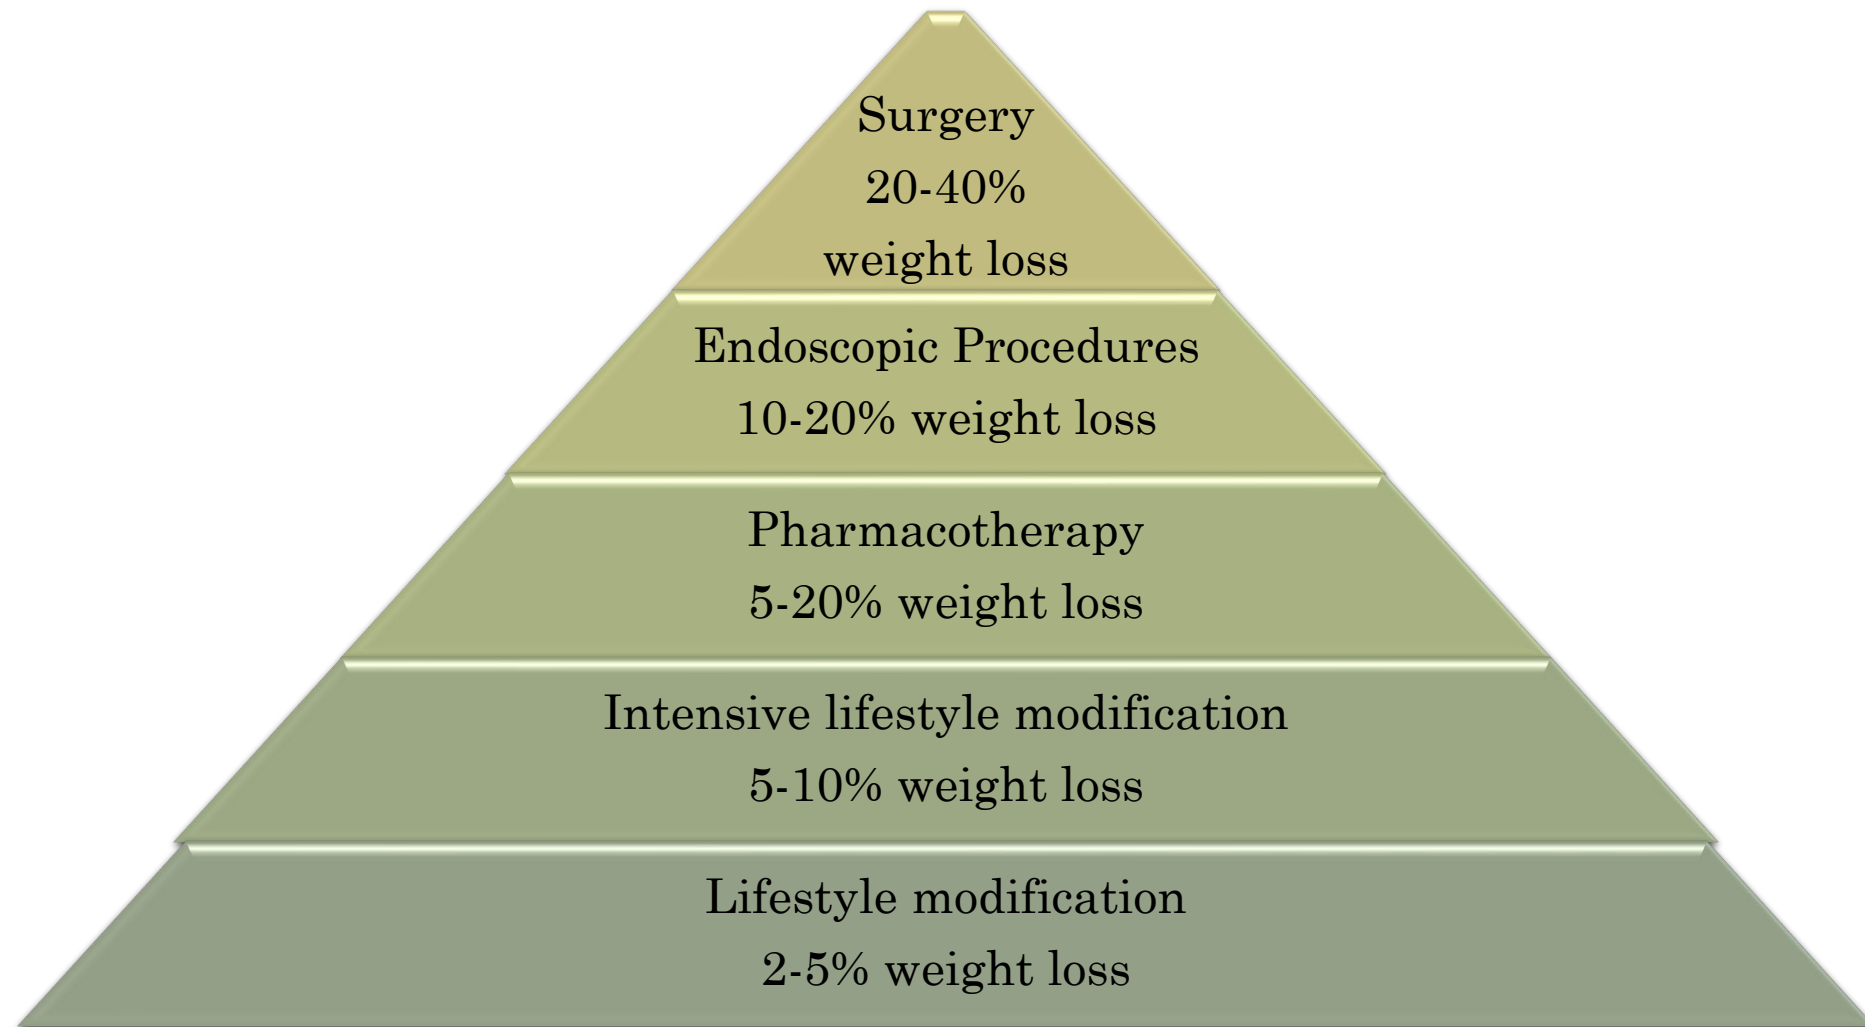 Surgery
20-40%
weight loss
Endoscopic Procedures
10-20% weight loss
Pharmacotherapy
5-20% weight loss
Intensive lifestyle modification
5-10% weight loss
Lifestyle modification
2-5% weight loss